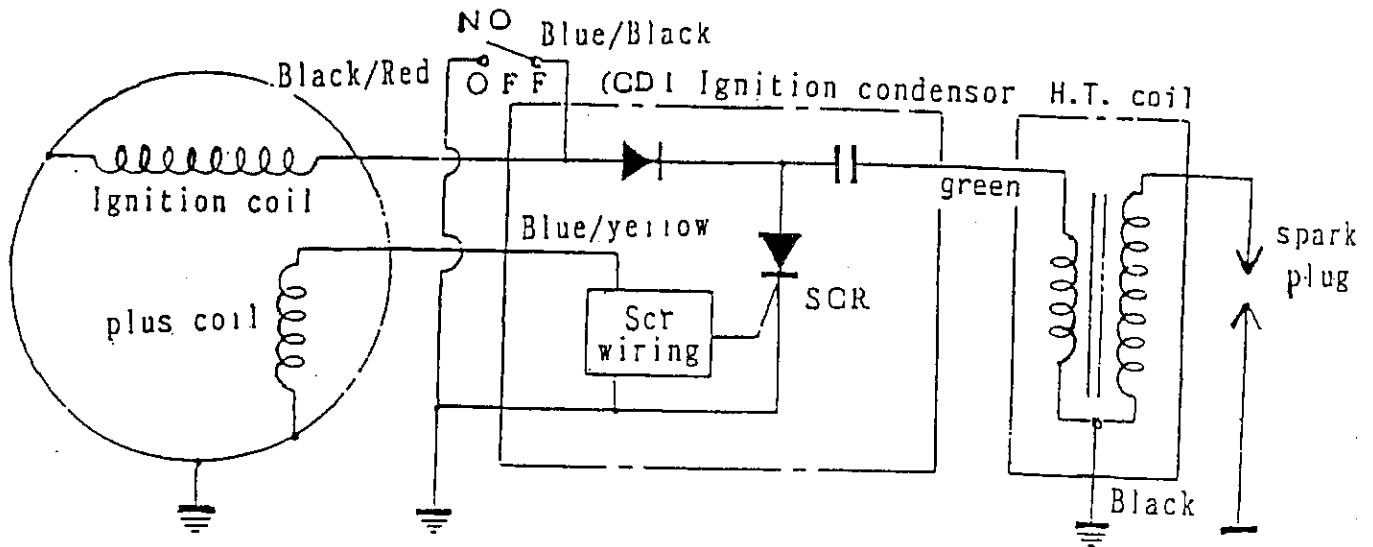 NO
Blue/Black
Black/Red
OFF
(CDI Ignition condensor
H.T. coil
Ignition coil
green
Blue/yellow
spark
plug
SCR
plus coil
Scr
wiring
Black